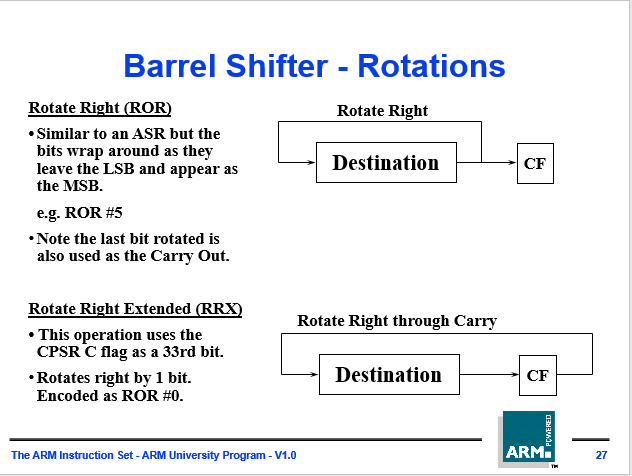 Barrel Shifter - Rotations
Rotate Right (ROR)
• Similar to an ASR but the
bits wrap around as they
leave the LSB and appear as
the MSB.
e.g. ROR #5
• Note the last bit rotated is
also used as the Carry Out.
Rotate Right
Destination
CF
Rotate Right Extended (RRX)
• This operation uses the
CPSR C flag as a 33rd bit.
• Rotates right by 1 bit.
Encoded as ROR #0.
Rotate Right through Carry
Destination
CF
The ARM Instruction Set - ARM University Program - V1.0
ARM
POWERED
TM
27